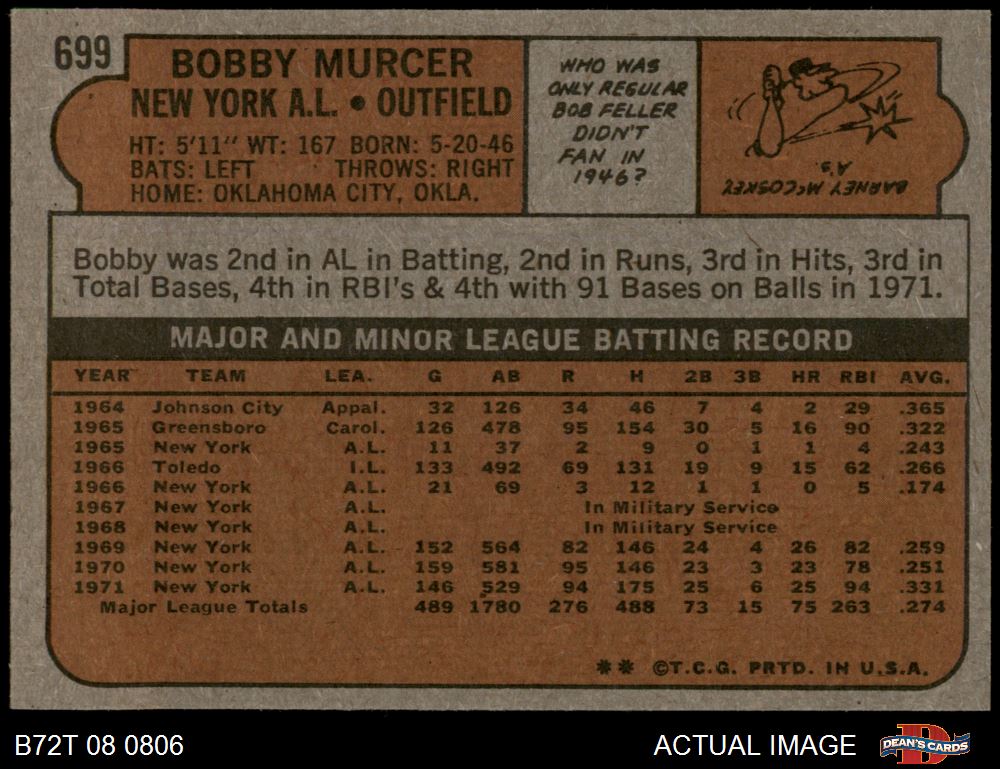 699
BOBBY MURCER
NEW YORK A.L. • OUTFIELD
HT: 5'11" WT: 167 BORN: 5-20-46
BATS: LEFT THROWS: RIGHT
HOME: OKLAHOMA CITY, OKLA.
WHO WAS
ONLY REGULAR
BOB FELLER
DIDN'T
FAN IN
1946?
BARNEY McCOSKEY
A's.
Bobby was 2nd in AL in Batting, 2nd in Runs, 3rd in Hits, 3rd in
Total Bases, 4th in RBI's & 4th with 91 Bases on Balls in 1971.
MAJOR AND MINOR LEAGUE BATTING RECORD
YEAR TEAM LEA. G AB R H 2B 3B HR RBI AVG.
1964 Johnson City Appal. 32 126 34 46 7 4 2 29 .365
1965 Greensboro Carol. 126 478 95 154 30 5 16 90 .322
1965 New York A.L. 11 37 2 9 0 1 1 4 .243
1966 Toledo I.L. 133 492 69 131 19 9 15 62 .266
1966 New York A.L. 21 69 3 12 1 1 0 5 .174
1967 New York A.L. In Military Service
1968 New York A.L. In Military Service
1969 New York A.L. 152 564 82 146 24 4 26 82 .259
1970 New York A.L. 159 581 95 146 23 3 23 78 .251
1971 New York A.L. 146 529 94 175 25 6 25 94 .331
Major League Totals 489 1780 276 488 73 15 75 263 .274
** ©T.C.G. PRTD. IN U.S.A.
B72T 08 0806
ACTUAL IMAGE
DEAN'S CARDS